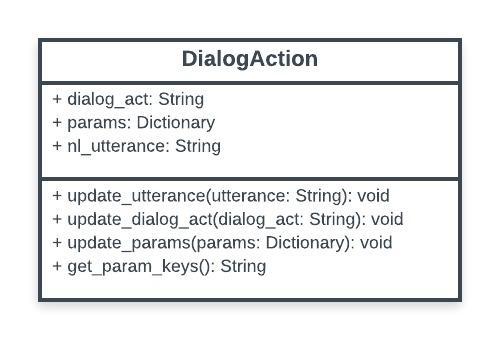 DialogAction
+ dialog_act: String
+ params: Dictionary
+ nl_utterance: String
+ update_utterance(utterance: String): void
+ update_dialog_act(dialog_act: String): void
+ update_params(params: Dictionary): void
+ get_param_keys(): String